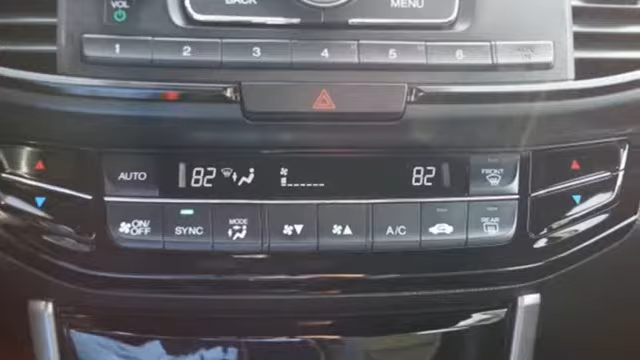 VOL
BACK
MENU
1 2 3 4 5 6
AUTO
82
82
FRONT
ON/
OFF
SYNC
MODE
A/C
REAR